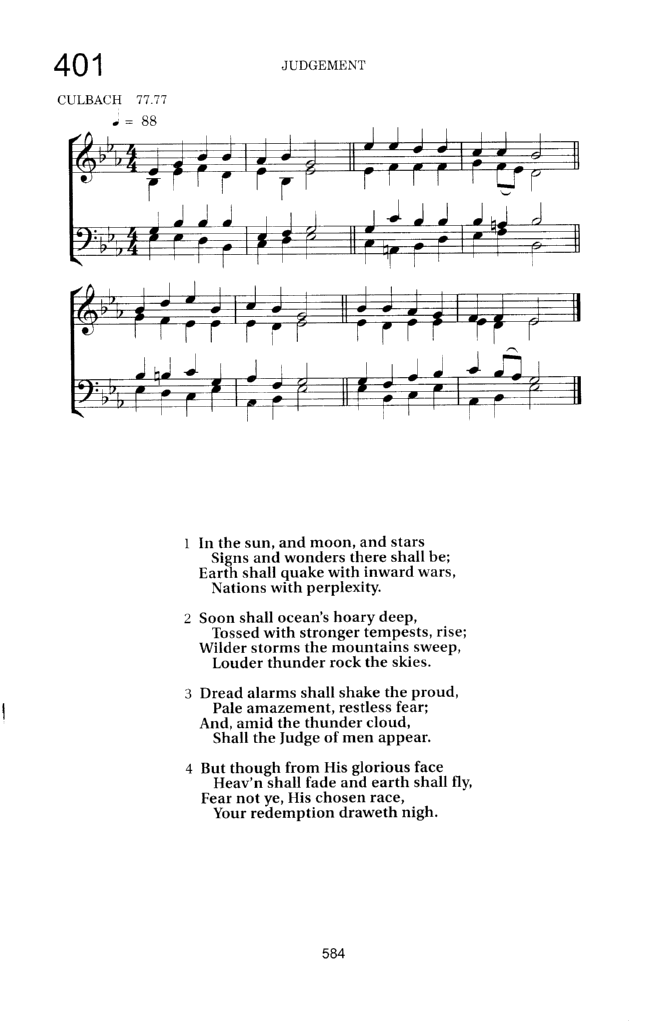 401
JUDGEMENT
CULBACH 77.77
♩ = 88
1 In the sun, and moon, and stars
Signs and wonders there shall be;
Earth shall quake with inward wars,
Nations with perplexity.
2 Soon shall ocean's hoary deep,
Tossed with stronger tempests, rise;
Wilder storms the mountains sweep,
Louder thunder rock the skies.
3 Dread alarms shall shake the proud,
Pale amazement, restless fear;
And, amid the thunder cloud,
Shall the Judge of men appear.
4 But though from His glorious face
Heav'n shall fade and earth shall fly,
Fear not ye, His chosen race,
Your redemption draweth nigh.
584